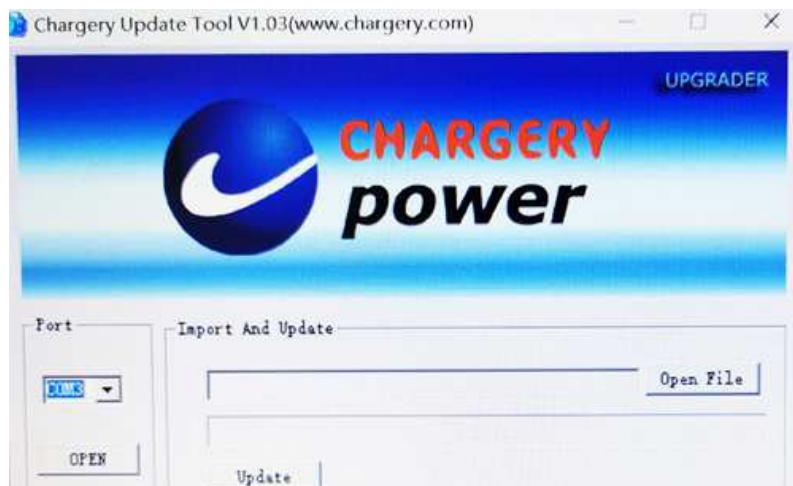 Chargery Update Tool V1.03(www.chargery.com)
UPGRADER
CHARGERY
power
Port
Import And Update
COM3
Open File
OPEN
Update